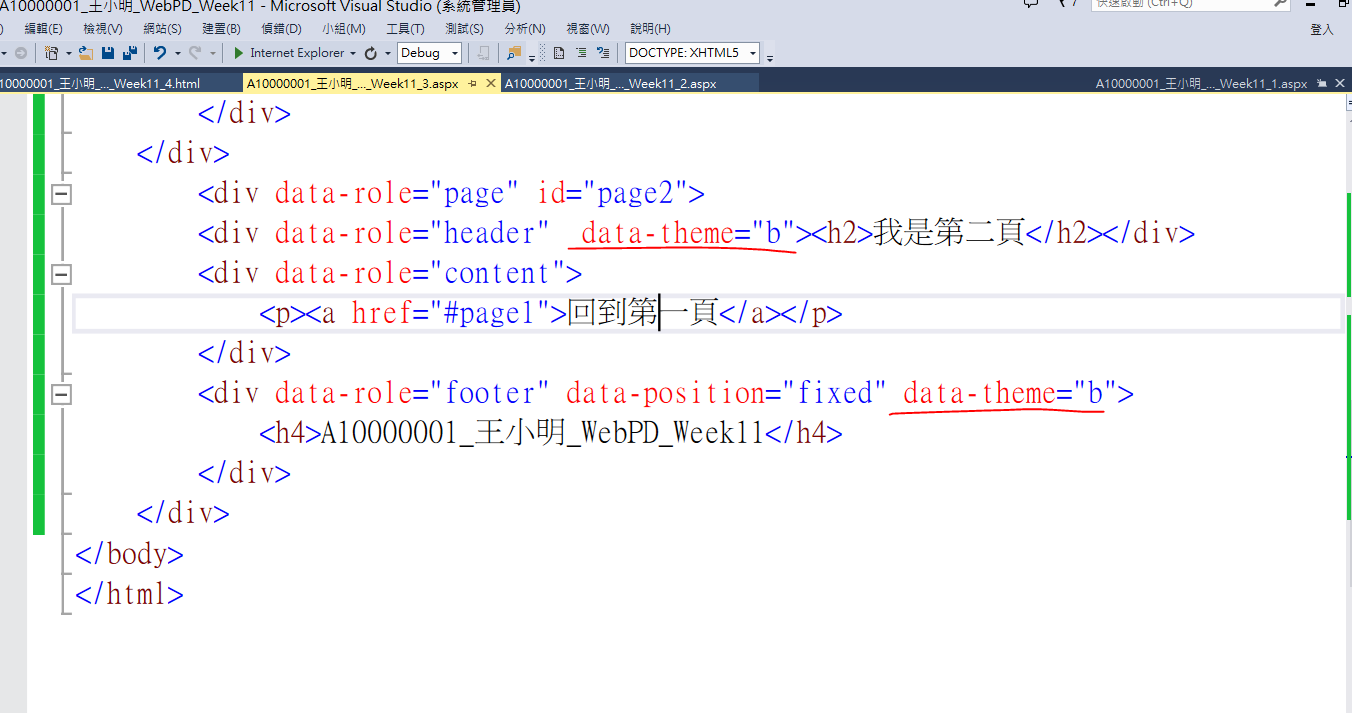 A10000001_王小明_WebPD_Week11 - Microsoft Visual Studio (系統管理員)
7 快速啟動 (Ctrl+Q)
編輯(E) 檢視(V) 網站(S) 建置(B) 偵錯(D) 小組(M) 工具(T) 測試(S) 分析(N) 視窗(W) 說明(H) 登入
Internet Explorer Debug DOCTYPE: XHTML5
10000001_王小明_..._Week11_4.html A10000001_王小明_..._Week11_3.aspx A10000001_王小明_..._Week11_2.aspx A10000001_王小明_..._Week11_1.aspx
</div>
</div>
<div data-role="page" id="page2">
<div data-role="header" data-theme="b"><h2>我是第二頁</h2></div>
<div data-role="content">
<p><a href="#page1">回到第一頁</a></p>
</div>
<div data-role="footer" data-position="fixed" data-theme="b">
<h4>A10000001_王小明_WebPD_Week11</h4>
</div>
</div>
</body>
</html>